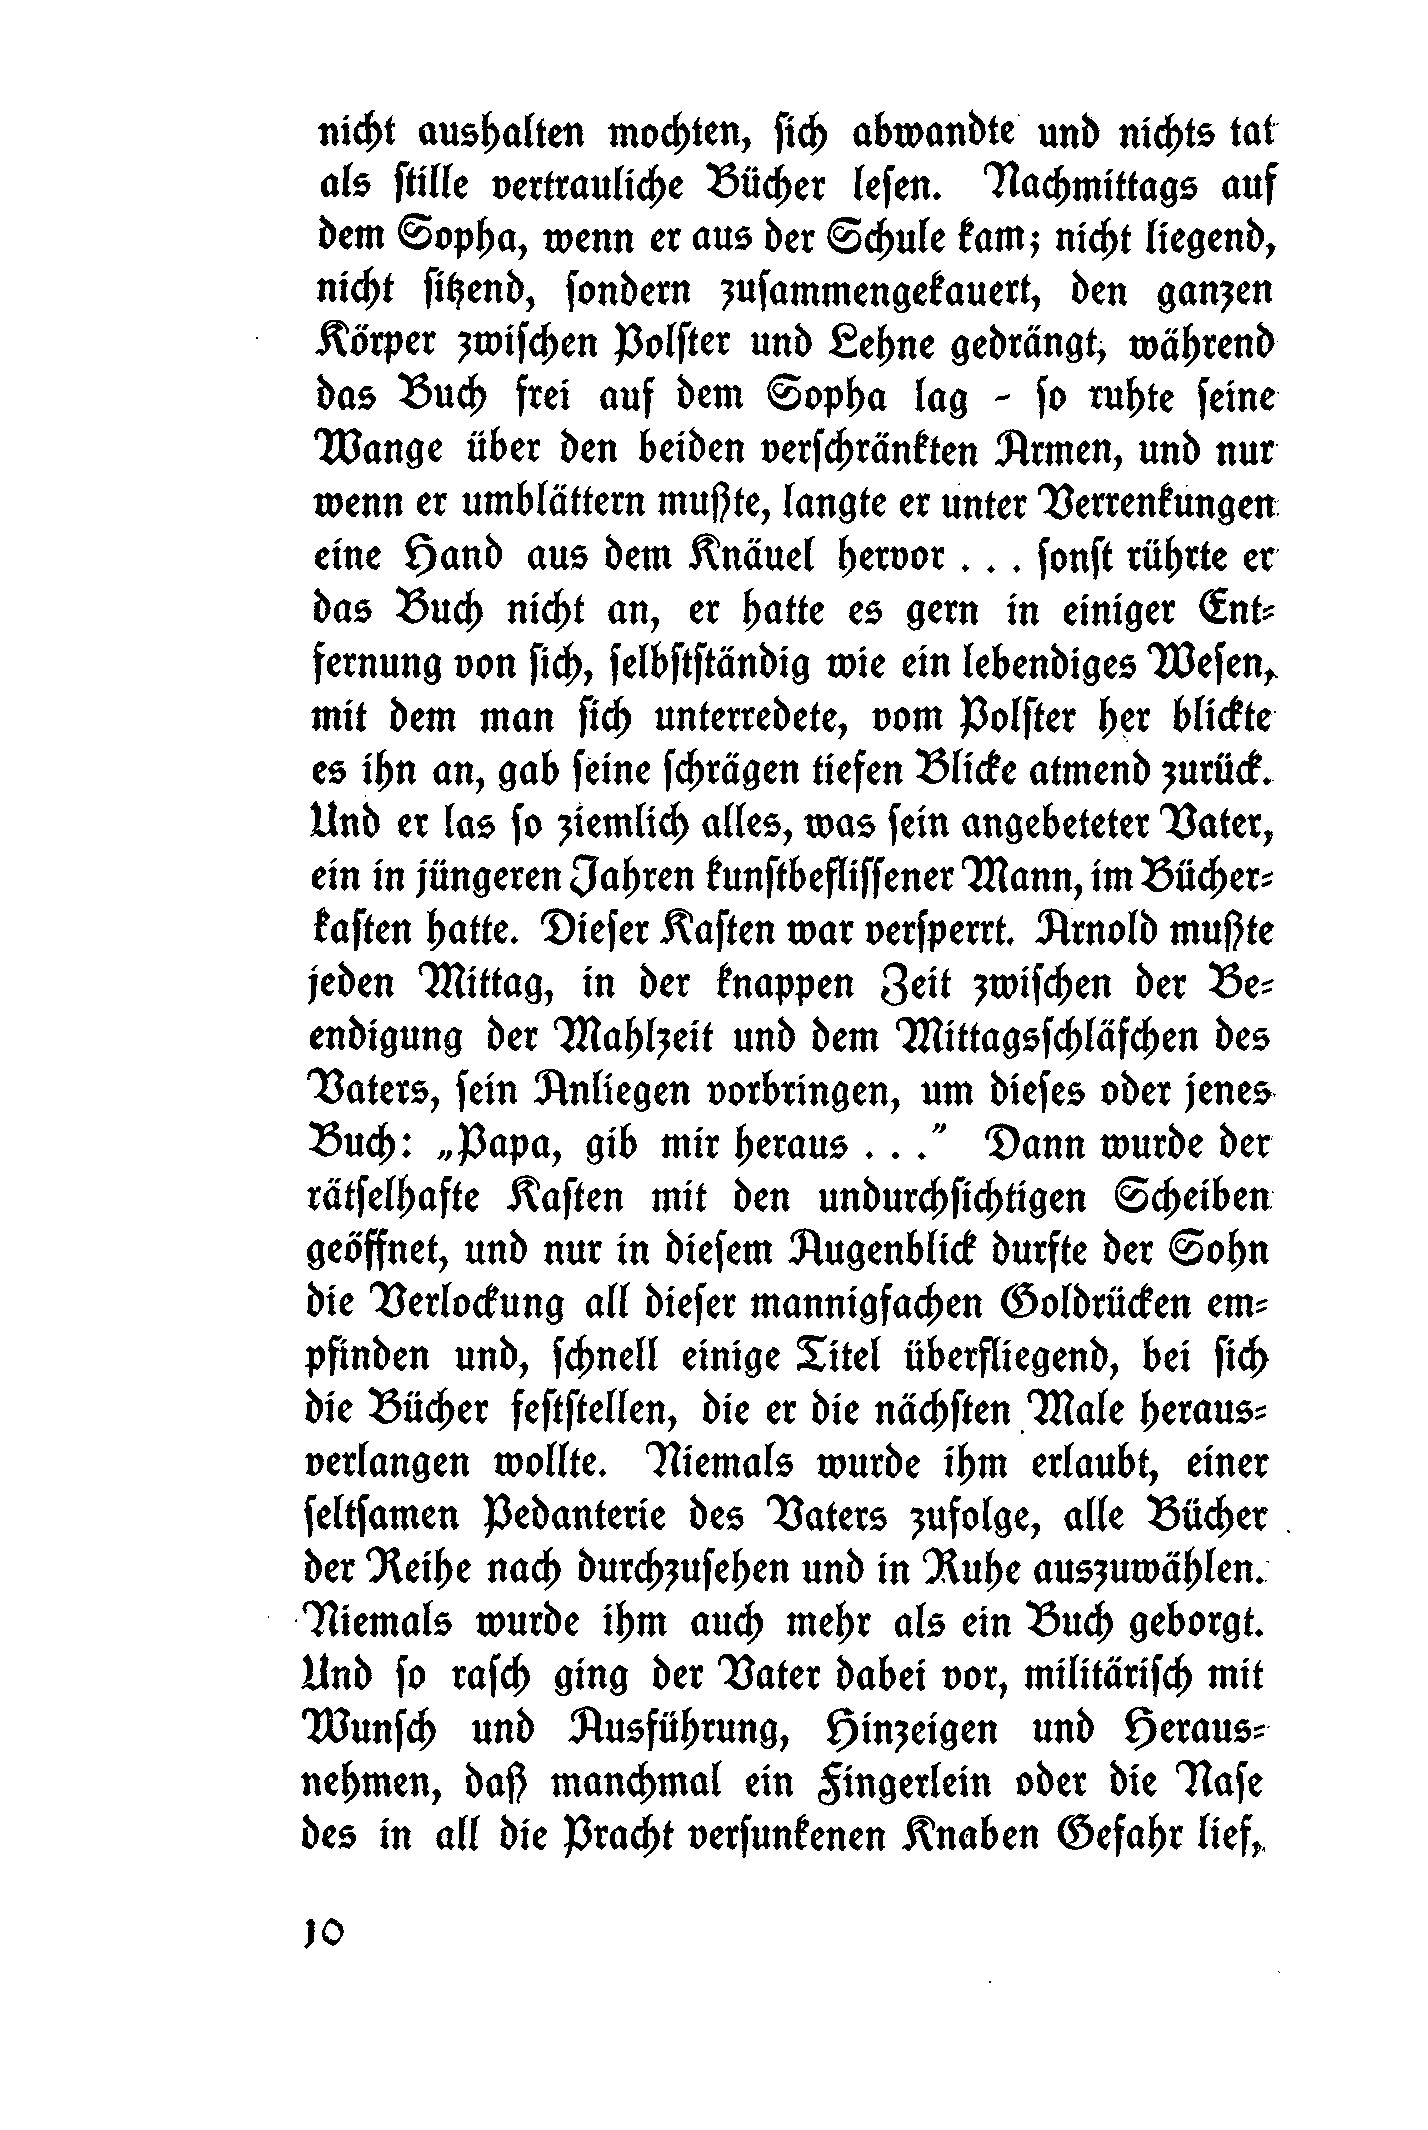 nicht aushalten mochten, sich abwandte und nichts tat
als stille vertrauliche Bücher lesen. Nachmittags auf
dem Sopha, wenn er aus der Schule kam; nicht liegend,
nicht sitzend, sondern zusammengekauert, den ganzen
Körper zwischen Polster und Lehne gedrängt, während
das Buch frei auf dem Sopha lag - so ruhte seine
Wange über den beiden verschränkten Armen, und nur
wenn er umblättern mußte, langte er unter Verrenkungen
eine Hand aus dem Knäuel hervor . . . sonst rührte er
das Buch nicht an, er hatte es gern in einiger Ent-
fernung von sich, selbstständig wie ein lebendiges Wesen,
mit dem man sich unterredete, vom Polster her blickte
es ihn an, gab seine schrägen tiefen Blicke atmend zurück.
Und er las so ziemlich alles, was sein angebeteter Vater,
ein in jüngeren Jahren kunstbeflissener Mann, im Bücher-
kasten hatte. Dieser Kasten war versperrt. Arnold mußte
jeden Mittag, in der knappen Zeit zwischen der Be-
endigung der Mahlzeit und dem Mittagsschläfchen des
Vaters, sein Anliegen vorbringen, um dieses oder jenes
Buch: „Papa, gib mir heraus . . .“ Dann wurde der
rätselhafte Kasten mit den undurchsichtigen Scheiben
geöffnet, und nur in diesem Augenblick durfte der Sohn
die Verlockung all dieser mannigfachen Goldrücken em-
pfinden und, schnell einige Titel überfliegend, bei sich
die Bücher feststellen, die er die nächsten Male heraus-
verlangen wollte. Niemals wurde ihm erlaubt, einer
seltsamen Pedanterie des Vaters zufolge, alle Bücher
der Reihe nach durchzusehen und in Ruhe auszuwählen.
Niemals wurde ihm auch mehr als ein Buch geborgt.
Und so rasch ging der Vater dabei vor, militärisch mit
Wunsch und Ausführung, Hinzeigen und Heraus-
nehmen, daß manchmal ein Fingerlein oder die Nase
des in all die Pracht versunkenen Knaben Gefahr lief,
10